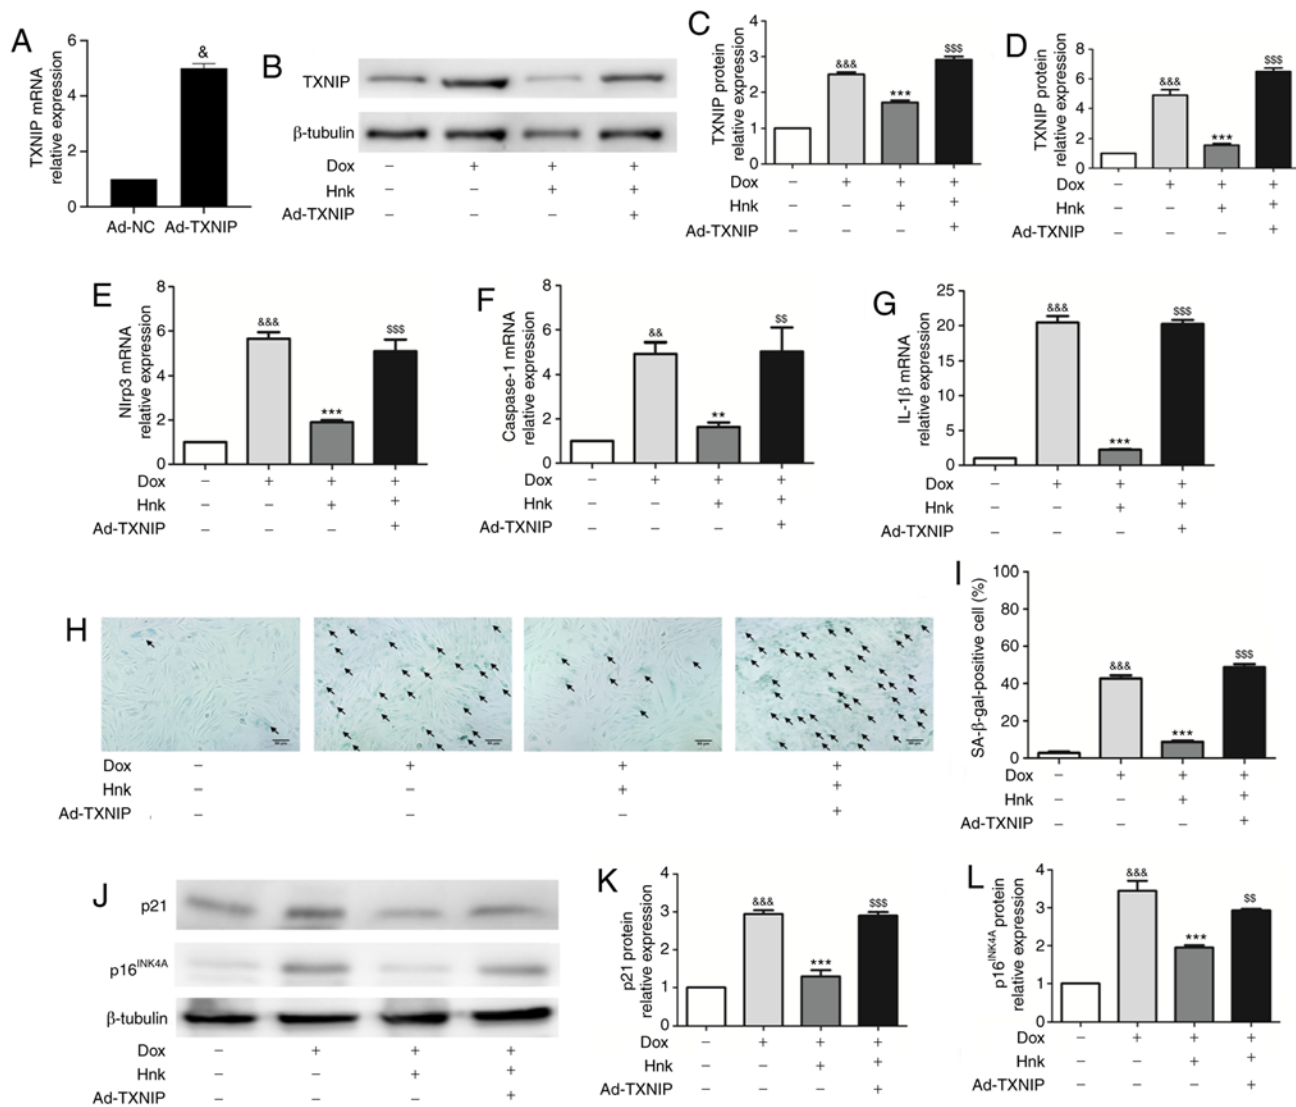 A
TXNIP mRNA
relative expression
6
4
2
0
&
Ad-NC Ad-TXNIP
B
TXNIP
β-tubulin
Dox – + + +
Hnk – – + +
Ad-TXNIP – – – +
C
TXNIP protein
relative expression
4
3
2
1
0
&&&
***
$$$
Dox – + + +
Hnk – – + +
Ad-TXNIP – – – +
D
TXNIP protein
relative expression
8
6
4
2
0
&&&
***
$$$
Dox – + + +
Hnk – – + +
Ad-TXNIP – – – +
E
Nlrp3 mRNA
relative expression
8
6
4
2
0
&&&
***
$$$
Dox – + + +
Hnk – – + +
Ad-TXNIP – – – +
F
Caspase-1 mRNA
relative expression
8
6
4
2
0
&&
**
$$
Dox – + + +
Hnk – – + +
Ad-TXNIP – – – +
G
IL-1β mRNA
relative expression
25
20
15
10
5
0
&&&
***
$$$
Dox – + + +
Hnk – – + +
Ad-TXNIP – – – +
H
Dox – + + +
Hnk – – + +
Ad-TXNIP – – – +
I
SA-β-gal-positive cell (%)
100
80
60
40
20
0
&&&
***
$$$
Dox – + + +
Hnk – – + +
Ad-TXNIP – – – +
J
p21
p16INK4A
β-tubulin
Dox – + + +
Hnk – – + +
Ad-TXNIP – – – +
K
p21 protein
relative expression
4
3
2
1
0
&&&
***
$$$
Dox – + + +
Hnk – – + +
Ad-TXNIP – – – +
L
p16INK4A protein
relative expression
4
3
2
1
0
&&&
***
$$
Dox – + + +
Hnk – – + +
Ad-TXNIP – – – +